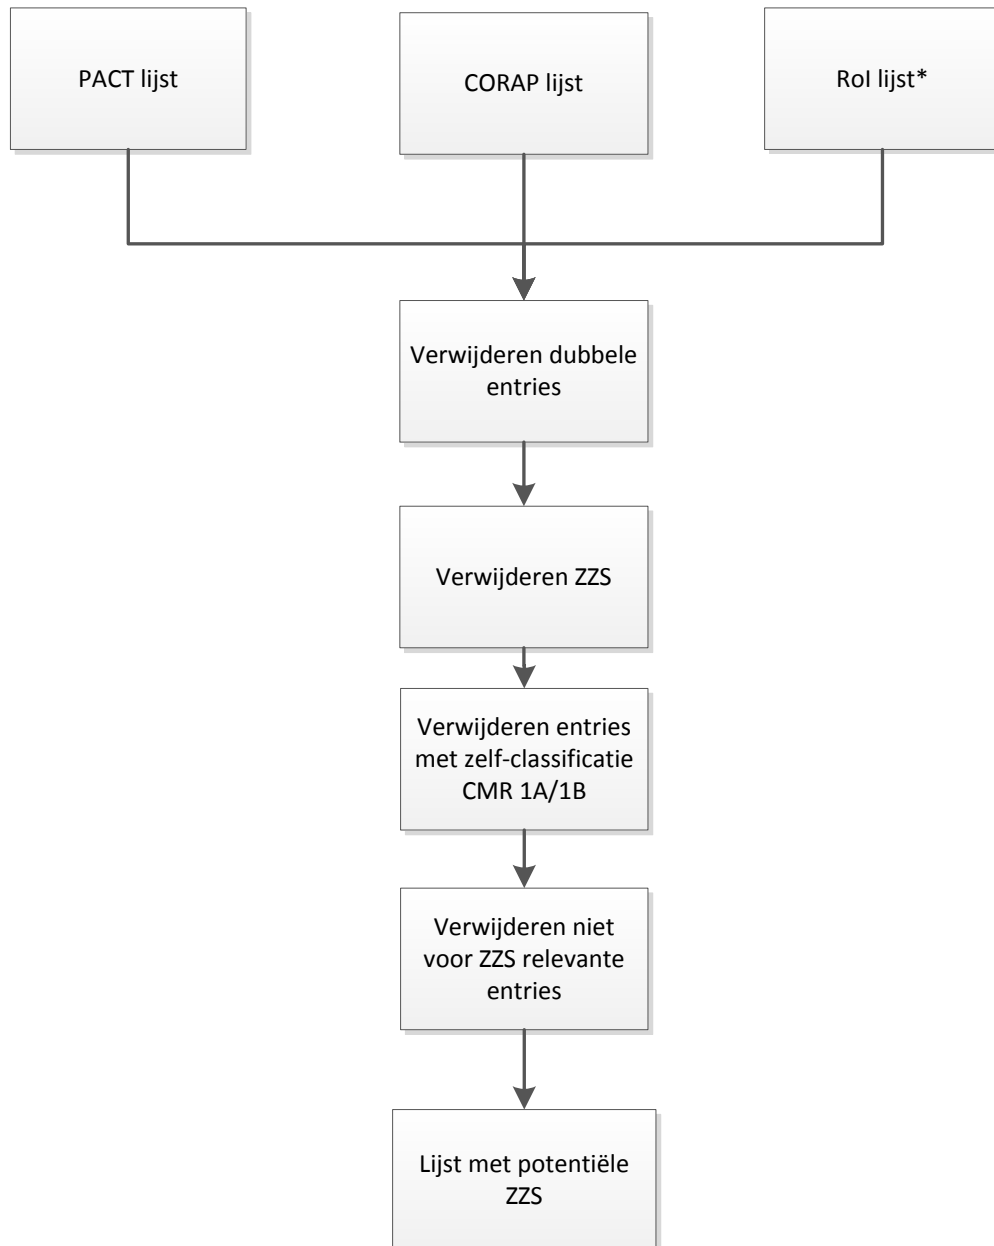 PACT lijst
CORAP lijst
RoI lijst*
Verwijderen dubbele
entries
Verwijderen ZZS
Verwijderen entries
met zelf-classificatie
CMR 1A/1B
Verwijderen niet
voor ZZS relevante
entries
Lijst met potentiële
ZZS